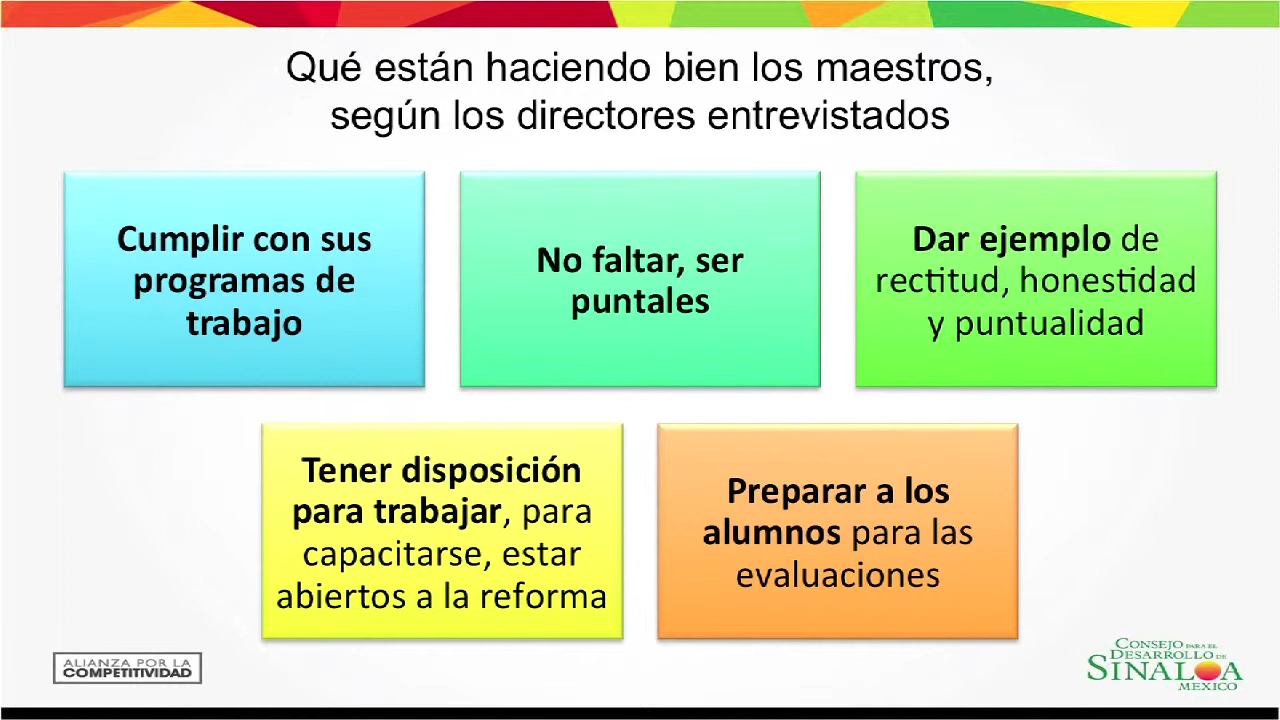 Qué están haciendo bien los maestros,
según los directores entrevistados
Cumplir con sus
programas de
trabajo
No faltar, ser
puntales
Dar ejemplo de
rectitud, honestidad
y puntualidad
Tener disposición
para trabajar, para
capacitarse, estar
abiertos a la reforma
Preparar a los
alumnos para las
evaluaciones
ALIANZA POR LA
COMPETITIVIDAD
CONSEJO PARA EL
DESARROLLO DE
SINALOA
MÉXICO